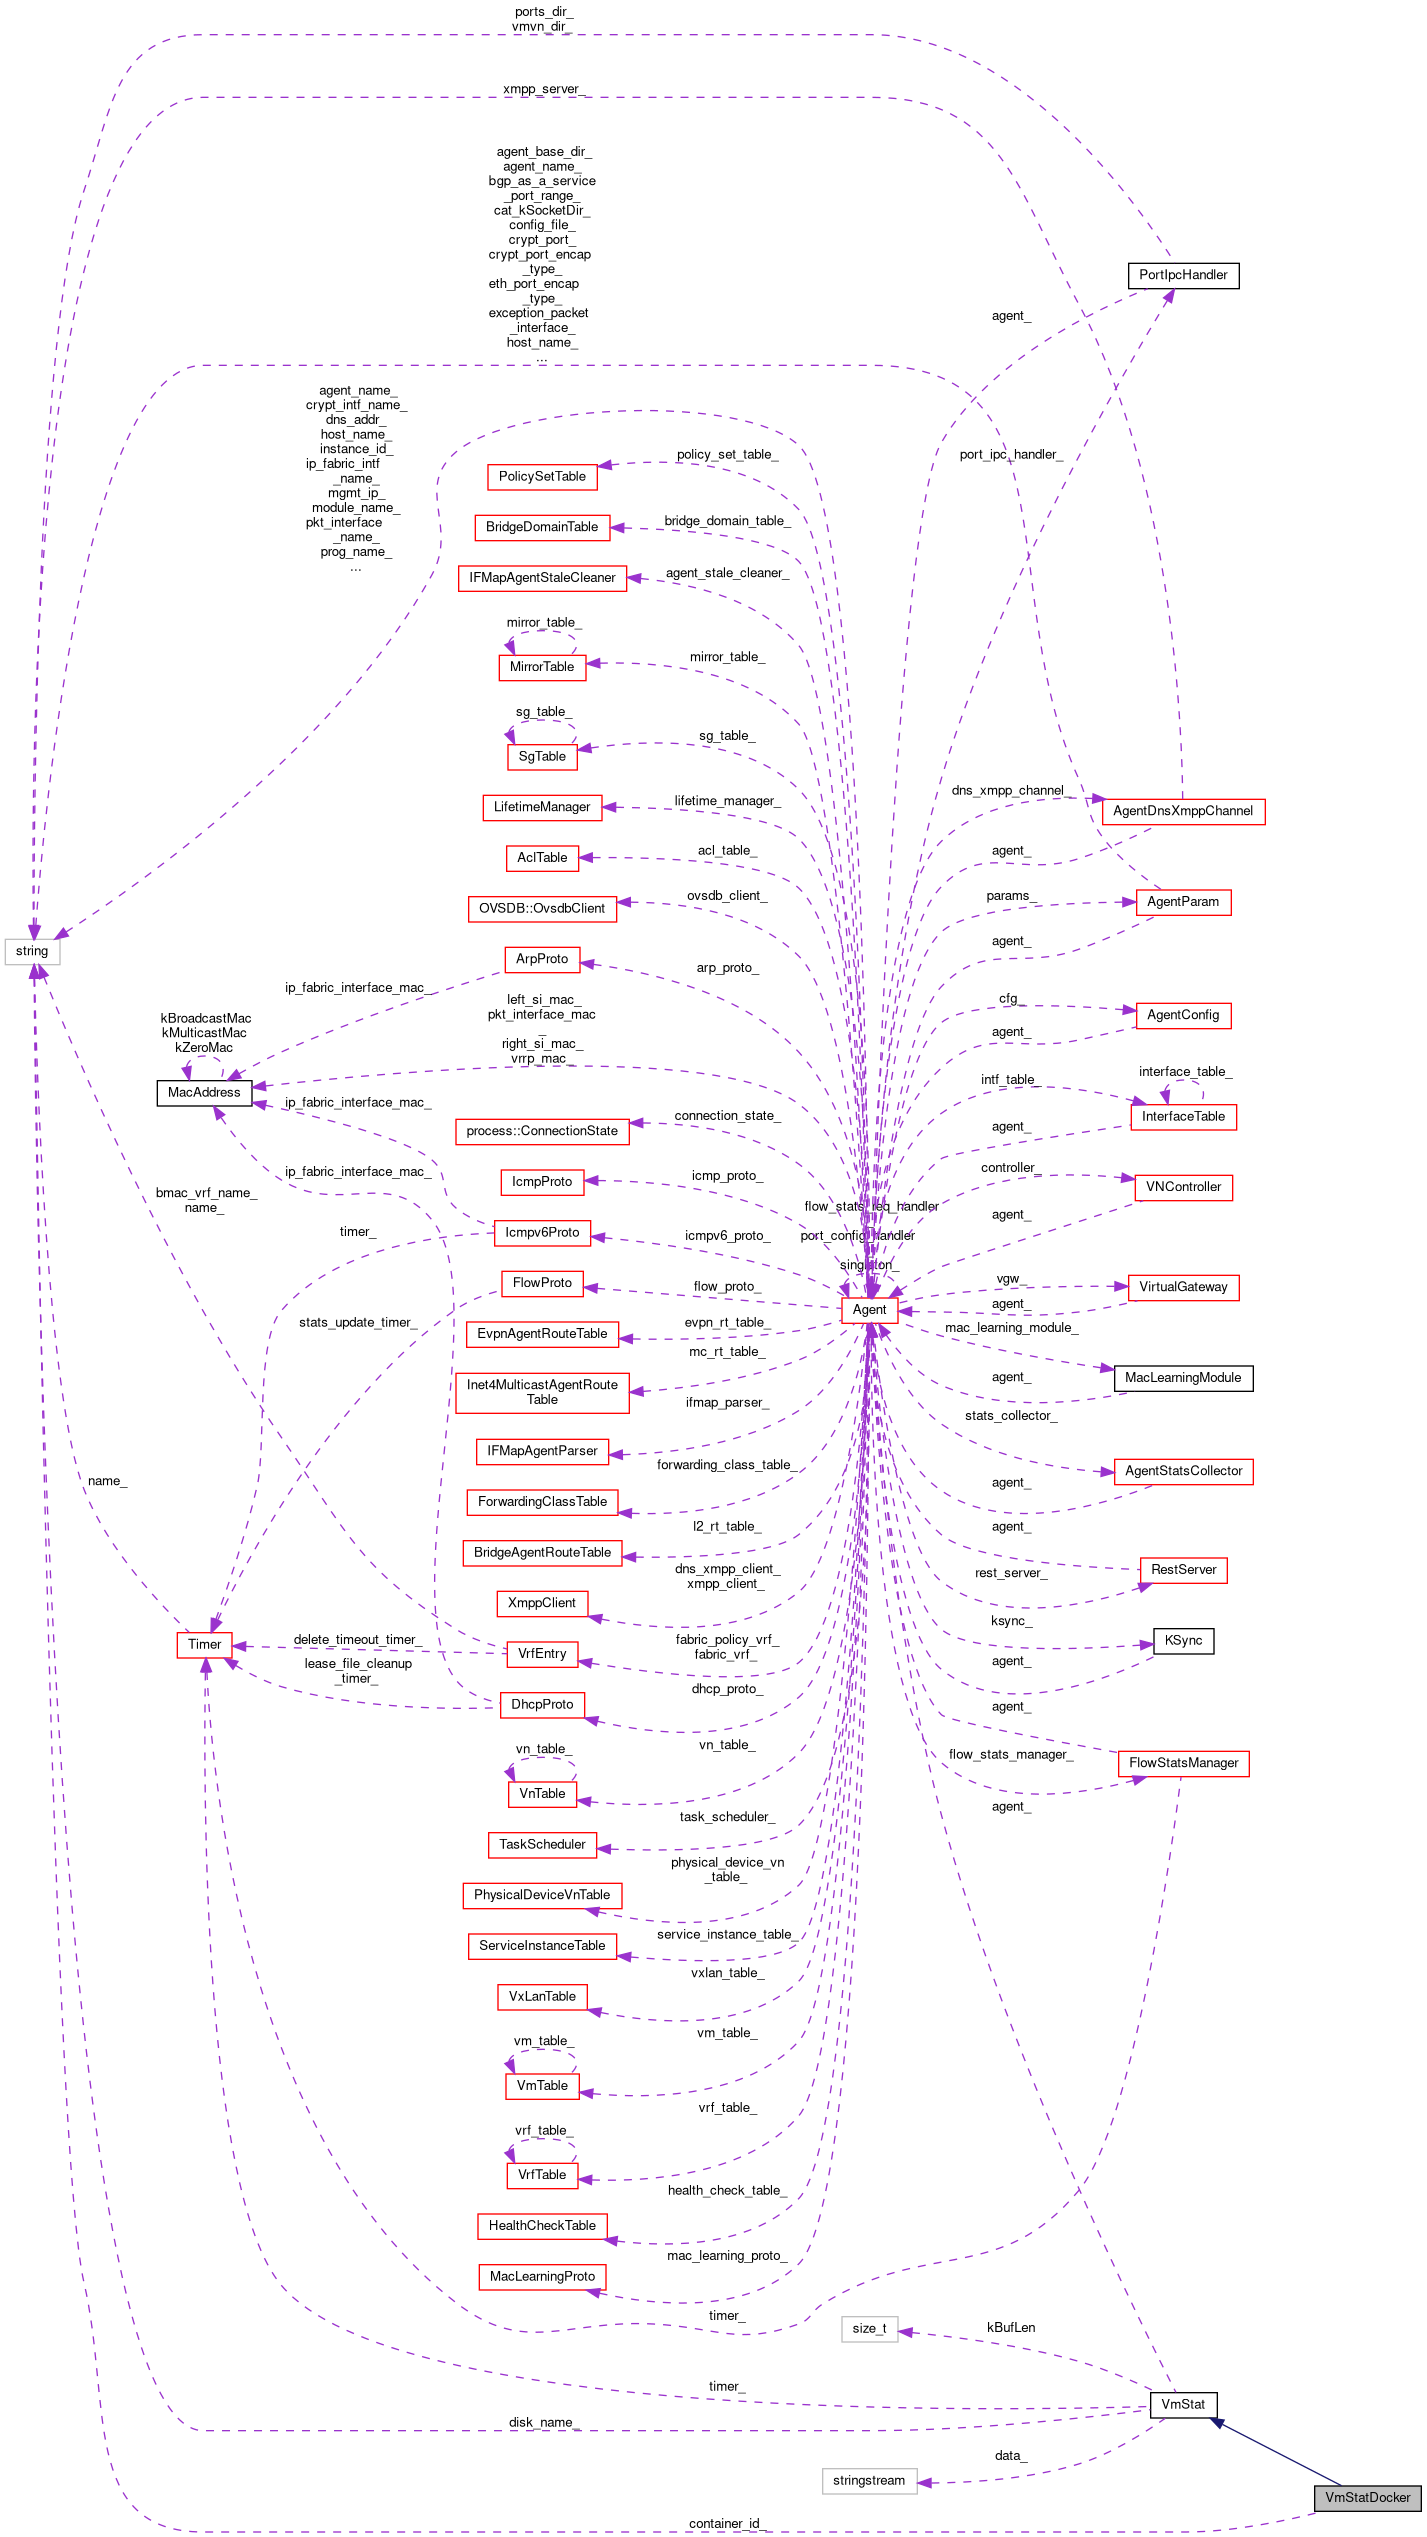 ports_dir_
vmvn_dir_
xmpp_server_
agent_base_dir_
agent_name_
bgp_as_a_service
_port_range_
cat_kSocketDir_
config_file_
crypt_port_
crypt_port_encap
_type_
eth_port_encap
_type_
exception_packet
_interface_
host_name_
...
PortIpcHandler
agent_
agent_name_
crypt_intf_name_
dns_addr_
host_name_
instance_id_
ip_fabric_intf
_name_
mgmt_ip_
module_name_
pkt_interface
_name_
prog_name_
...
policy_set_table_
port_ipc_handler_
PolicySetTable
bridge_domain_table_
BridgeDomainTable
agent_stale_cleaner_
IFMapAgentStaleCleaner
mirror_table_
mirror_table_
MirrorTable
sg_table_
sg_table_
SgTable
dns_xmpp_channel_
lifetime_manager_
LifetimeManager
AgentDnsXmppChannel
acl_table_
agent_
AclTable
ovsdb_client_
params_
OVSDB::OvsdbClient
AgentParam
agent_
string
ArpProto
arp_proto_
ip_fabric_interface_mac_
left_si_mac_
pkt_interface_mac
_
right_si_mac_
vrrp_mac_
cfg_
AgentConfig
agent_
kBroadcastMac
kMulticastMac
kZeroMac
MacAddress
intf_table_
interface_table_
InterfaceTable
ip_fabric_interface_mac_
connection_state_
process::ConnectionState
agent_
ip_fabric_interface_mac_
icmp_proto_
IcmpProto
controller_
VNController
bmac_vrf_name_
name_
timer_
Icmpv6Proto
icmpv6_proto_
flow_stats_req_handler
port_config_handler
singleton_
agent_
FlowProto
flow_proto_
Agent
vgw_
VirtualGateway
agent_
stats_update_timer_
EvpnAgentRouteTable
evpn_rt_table_
mac_learning_module_
mc_rt_table_
Inet4MulticastAgentRoute
Table
agent_
MacLearningModule
ifmap_parser_
stats_collector_
IFMapAgentParser
forwarding_class_table_
AgentStatsCollector
name_
agent_
ForwardingClassTable
l2_rt_table_
agent_
BridgeAgentRouteTable
dns_xmpp_client_
xmpp_client_
rest_server_
RestServer
XmppClient
ksync_
KSync
Timer
delete_timeout_timer_
VrfEntry
fabric_policy_vrf_
fabric_vrf_
agent_
lease_file_cleanup
_timer_
DhcpProto
dhcp_proto_
agent_
vn_table_
vn_table_
flow_stats_manager_
FlowStatsManager
VnTable
agent_
task_scheduler_
TaskScheduler
physical_device_vn
_table_
PhysicalDeviceVnTable
service_instance_table_
ServiceInstanceTable
vxlan_table_
VxLanTable
vm_table_
vm_table_
VmTable
vrf_table_
vrf_table_
VrfTable
health_check_table_
HealthCheckTable
mac_learning_proto_
MacLearningProto
timer_
size_t
kBufLen
timer_
VmStat
disk_name_
data_
stringstream
VmStatDocker
container_id_